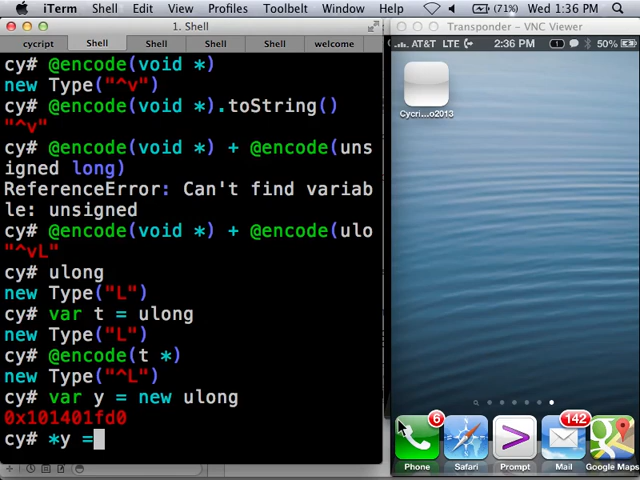 iTerm Shell Edit View Profiles Toolbelt Window Help (71%) Wed 1:36 PM
1. Shell
cycript Shell Shell Shell Shell welcome
cy# @encode(void *)
new Type("^v")
cy# @encode(void *).toString()
"^v"
cy# @encode(void *) + @encode(uns
igned long)
ReferenceError: Can't find variab
le: unsigned
cy# @encode(void *) + @encode(ulo
"^vL"
cy# ulong
new Type("L")
cy# var t = ulong
new Type("L")
cy# @encode(t *)
new Type("^L")
cy# var y = new ulong
0x101401fd0
cy# *y =
Transponder – VNC Viewer
AT&T LTE 2:36 PM 1 50%
Cycri...o2013
6 142
Phone Safari Prompt Mail Google Maps